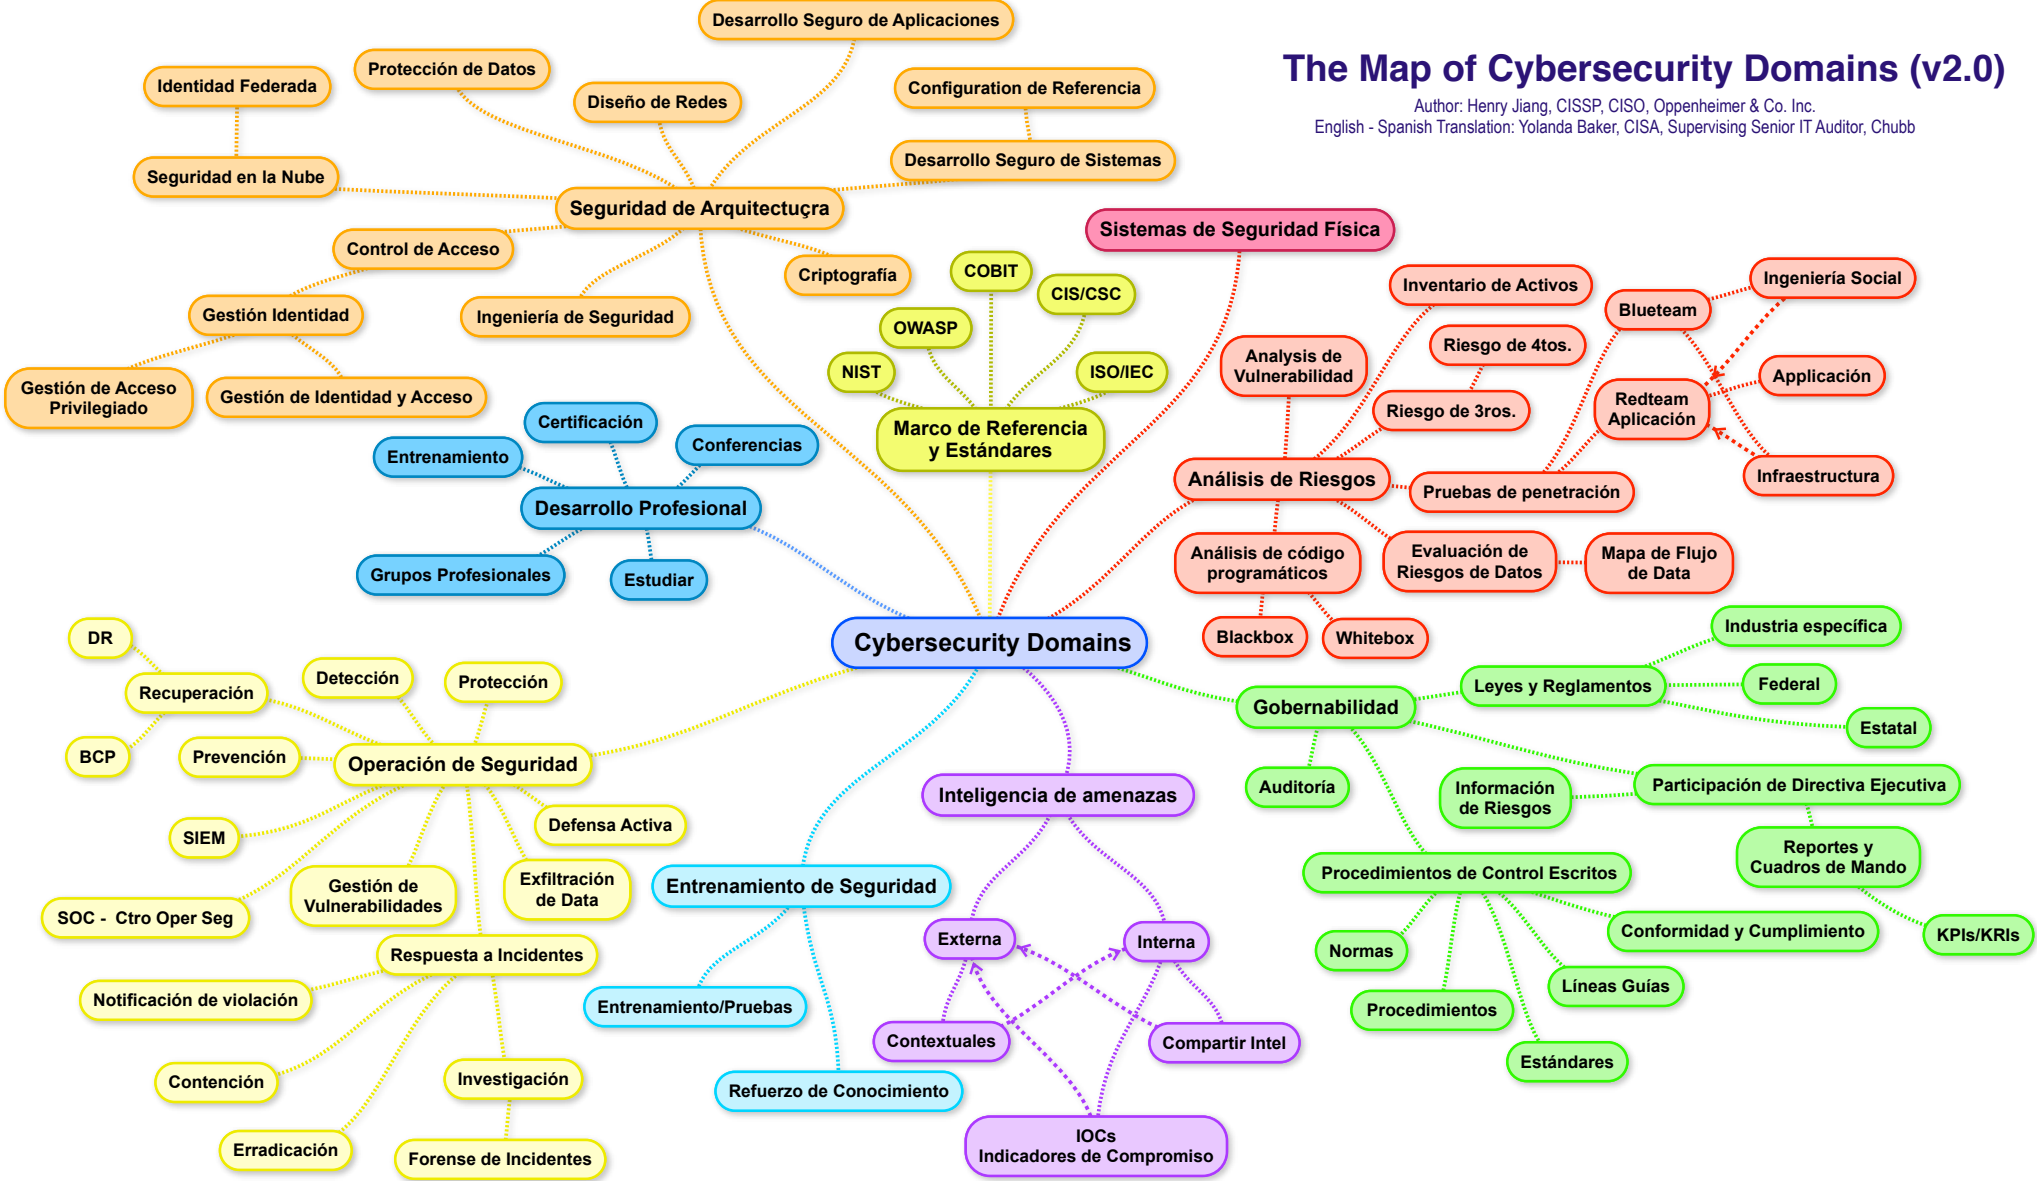 The Map of Cybersecurity Domains (v2.0)
Author: Henry Jiang, CISSP, CISO, Oppenheimer & Co. Inc.
English - Spanish Translation: Yolanda Baker, CISA, Supervising Senior IT Auditor, Chubb
Desarrollo Seguro de Aplicaciones
Protección de Datos
Identidad Federada
Diseño de Redes
Configuration de Referencia
Desarrollo Seguro de Sistemas
Seguridad en la Nube
Seguridad de Arquitectuçra
Control de Acceso
Criptografía
Gestión Identidad
Ingeniería de Seguridad
Gestión de Acceso
Privilegiado
Gestión de Identidad y Acceso
Sistemas de Seguridad Física
COBIT
CIS/CSC
OWASP
NIST
ISO/IEC
Marco de Referencia
y Estándares
Certificación
Conferencias
Entrenamiento
Desarrollo Profesional
Grupos Profesionales
Estudiar
Inventario de Activos
Ingeniería Social
Blueteam
Riesgo de 4tos.
Analysis de
Vulnerabilidad
Applicación
Redteam
Aplicación
Riesgo de 3ros.
Análisis de Riesgos
Pruebas de penetración
Infraestructura
Análisis de código
programáticos
Evaluación de
Riesgos de Datos
Mapa de Flujo
de Data
Blackbox
Whitebox
Cybersecurity Domains
DR
Recuperación
Detección
Protección
BCP
Prevención
Operación de Seguridad
SIEM
Defensa Activa
SOC - Ctro Oper Seg
Gestión de
Vulnerabilidades
Exfiltración
de Data
Respuesta a Incidentes
Notificación de violación
Contención
Investigación
Erradicación
Forense de Incidentes
Entrenamiento de Seguridad
Entrenamiento/Pruebas
Refuerzo de Conocimiento
Inteligencia de amenazas
Externa
Interna
Contextuales
Compartir Intel
IOCs
Indicadores de Compromiso
Industria específica
Leyes y Reglamentos
Federal
Gobernabilidad
Estatal
Auditoría
Información
de Riesgos
Participación de Directiva Ejecutiva
Reportes y
Cuadros de Mando
Procedimientos de Control Escritos
Conformidad y Cumplimiento
KPIs/KRIs
Normas
Líneas Guías
Procedimientos
Estándares